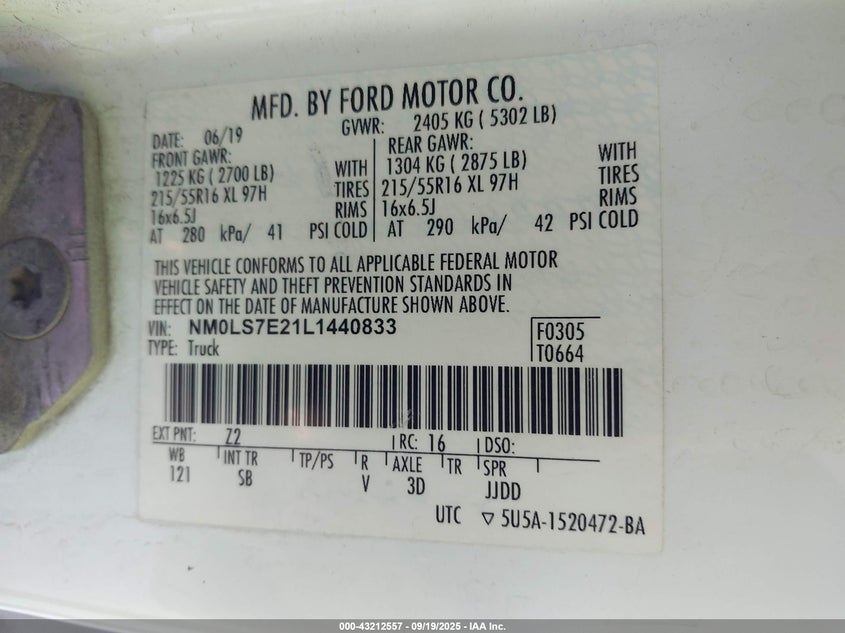 MFD. BY FORD MOTOR CO.
DATE: 06/19 GVWR: 2405 KG ( 5302 LB)
FRONT GAWR: REAR GAWR:
1225 KG ( 2700 LB) WITH 1304 KG ( 2875 LB) WITH
215/55R16 XL 97H TIRES 215/55R16 XL 97H TIRES
16x6.5J RIMS 16x6.5J RIMS
AT 280 kPa/ 41 PSI COLD AT 290 kPa/ 42 PSI COLD
THIS VEHICLE CONFORMS TO ALL APPLICABLE FEDERAL MOTOR
VEHICLE SAFETY AND THEFT PREVENTION STANDARDS IN
EFFECT ON THE DATE OF MANUFACTURE SHOWN ABOVE.
VIN: NM0LS7E21L1440833 F0305
TYPE: Truck T0664
EXT PNT: Z2 RC: 16 DSO:
WB INT TR TP/PS R AXLE TR SPR
121 SB V 3D JJDD
UTC ▽ 5U5A-1520472-BA
000-43212557 - 09/19/2025 - IAA Inc.